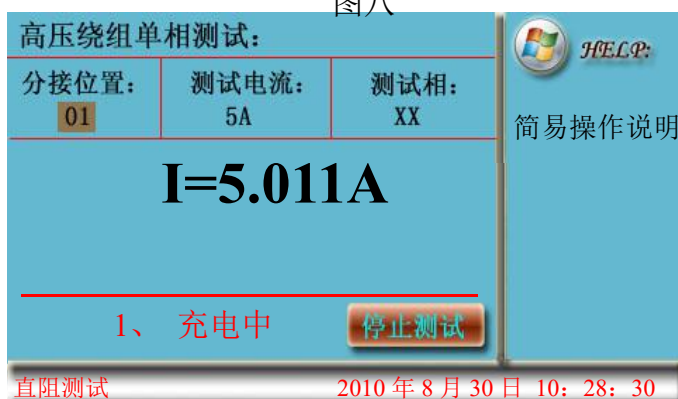 图八
高压绕组单相测试：
HELP:
分接位置： 测试电流： 测试相：
01 5A XX
简易操作说明
I=5.011A
1、 充电中
停止测试
直阻测试 2010 年 8 月 30 日 10：28：30